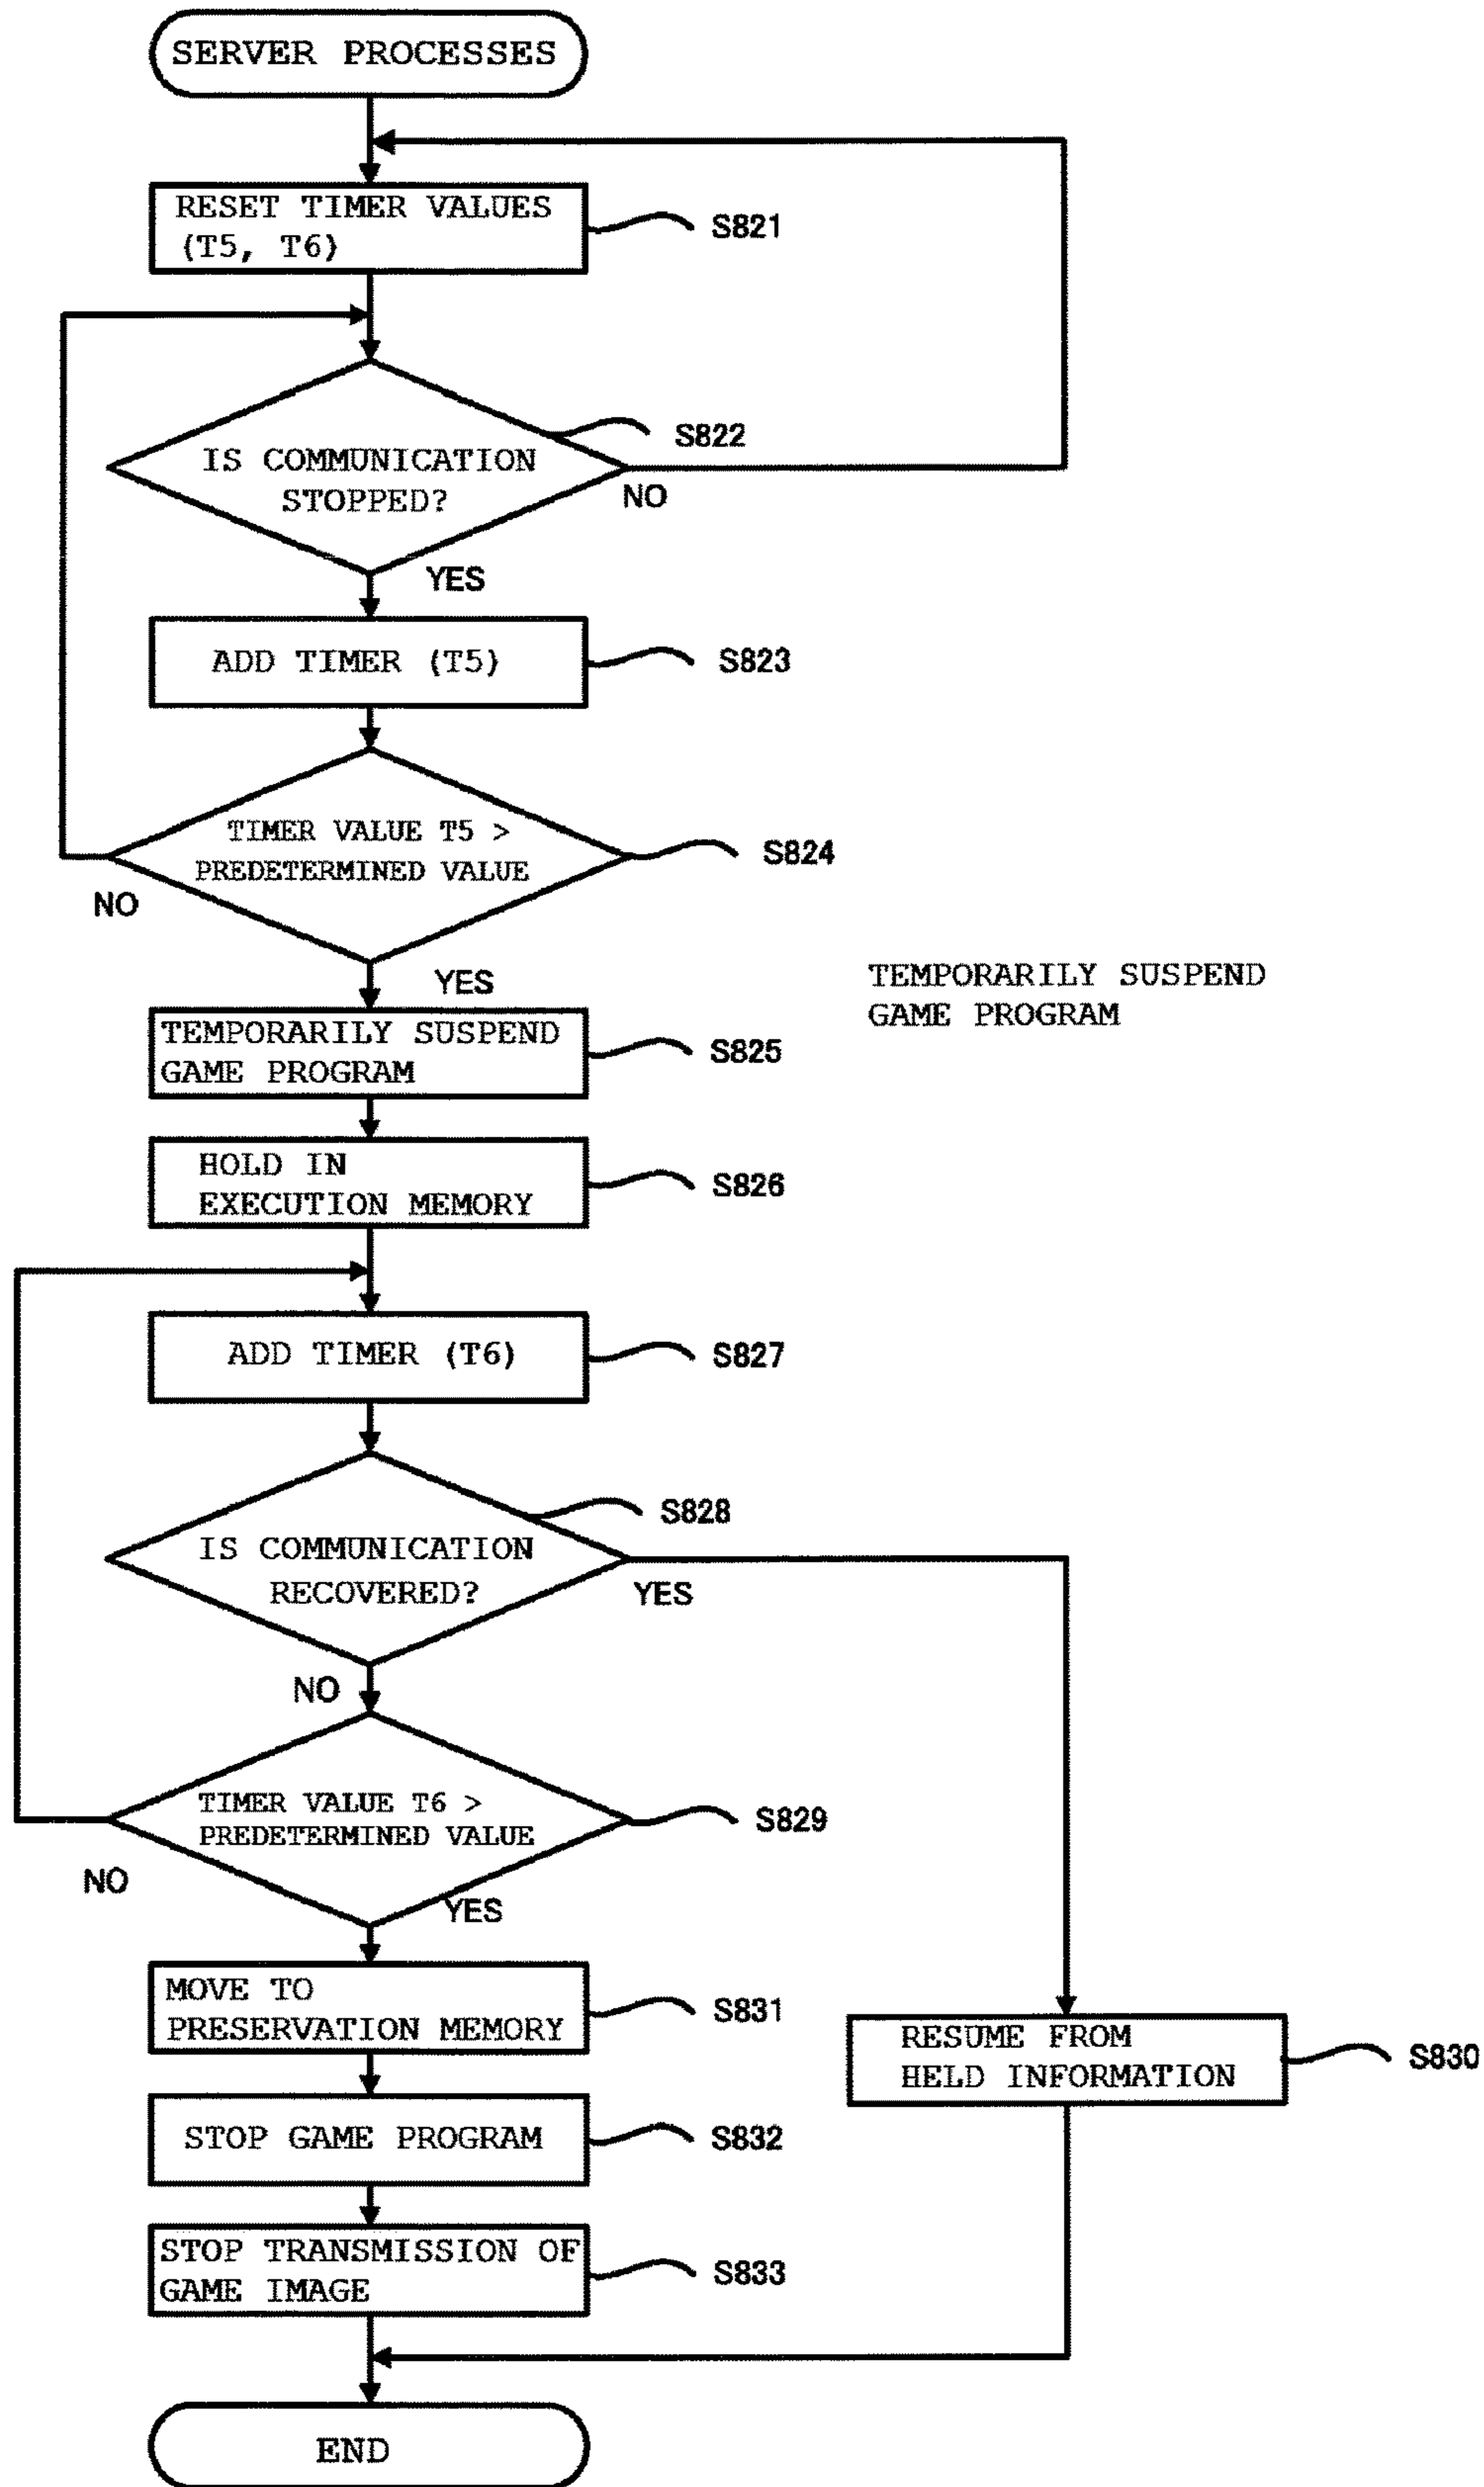 SERVER PROCESSES
RESET TIMER VALUES
(T5, T6)
S821
S822
IS COMMUNICATION
STOPPED?
NO
YES
ADD TIMER (T5)
S823
TIMER VALUE T5 >
PREDETERMINED VALUE
S824
NO
YES
TEMPORARILY SUSPEND
GAME PROGRAM
TEMPORARILY SUSPEND
GAME PROGRAM
S825
HOLD IN
EXECUTION MEMORY
S826
ADD TIMER (T6)
S827
S828
IS COMMUNICATION
RECOVERED?
YES
NO
TIMER VALUE T6 >
PREDETERMINED VALUE
S829
NO
YES
MOVE TO
PRESERVATION MEMORY
S831
RESUME FROM
HELD INFORMATION
S830
STOP GAME PROGRAM
S832
STOP TRANSMISSION OF
GAME IMAGE
S833
END